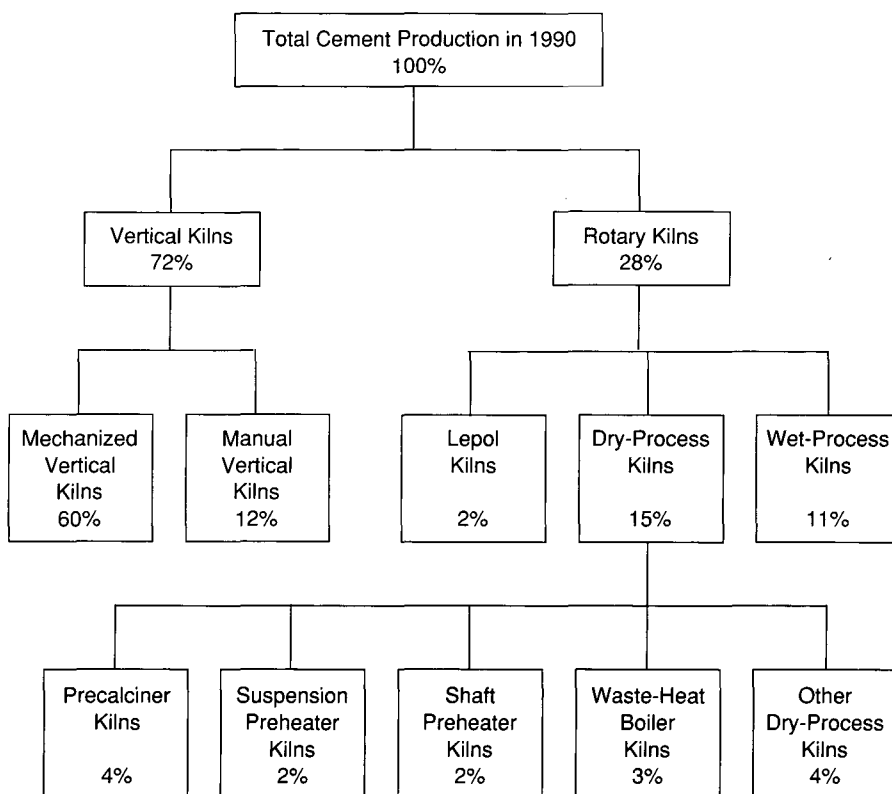 Total Cement Production in 1990
100%
Vertical Kilns
72%
Rotary Kilns
28%
Mechanized
Vertical
Kilns
60%
Manual
Vertical
Kilns
12%
Lepol
Kilns
2%
Dry-Process
Kilns
15%
Wet-Process
Kilns
11%
Precalciner
Kilns
4%
Suspension
Preheater
Kilns
2%
Shaft
Preheater
Kilns
2%
Waste-Heat
Boiler
Kilns
3%
Other
Dry-Process
Kilns
4%